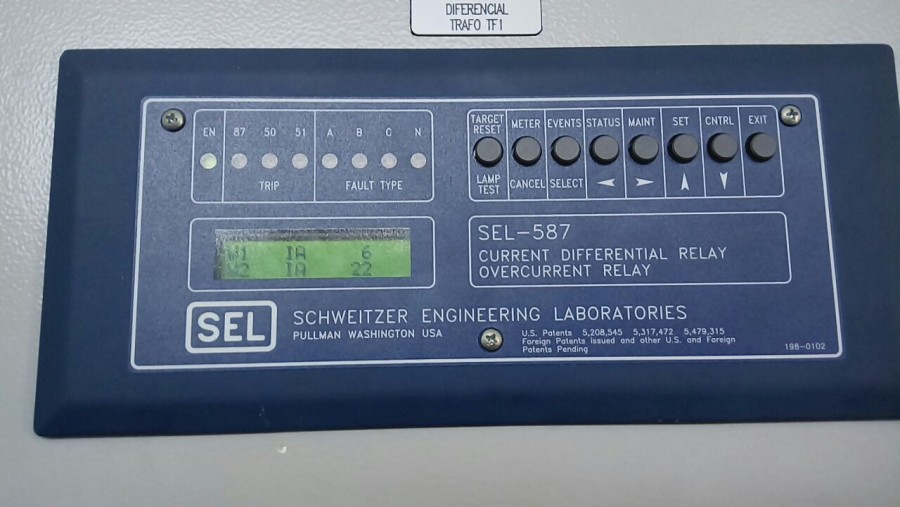 DIFERENCIAL
TRAFO TF1
EN 87 50 51 A B C N
TRIP
FAULT TYPE
TARGET RESET
METER
EVENTS
STATUS
MAINT
SET
CNTRL
EXIT
LAMP TEST
CANCEL
SELECT
W1 IA 6
W2 IA 22
SEL-587
CURRENT DIFFERENTIAL RELAY
OVERCURRENT RELAY
SEL
SCHWEITZER ENGINEERING LABORATORIES
PULLMAN WASHINGTON USA
U.S. Patents 5,208,545 5,317,472 5,479,315
Foreign Patents issued and other U.S. and Foreign
Patents Pending
198-0102